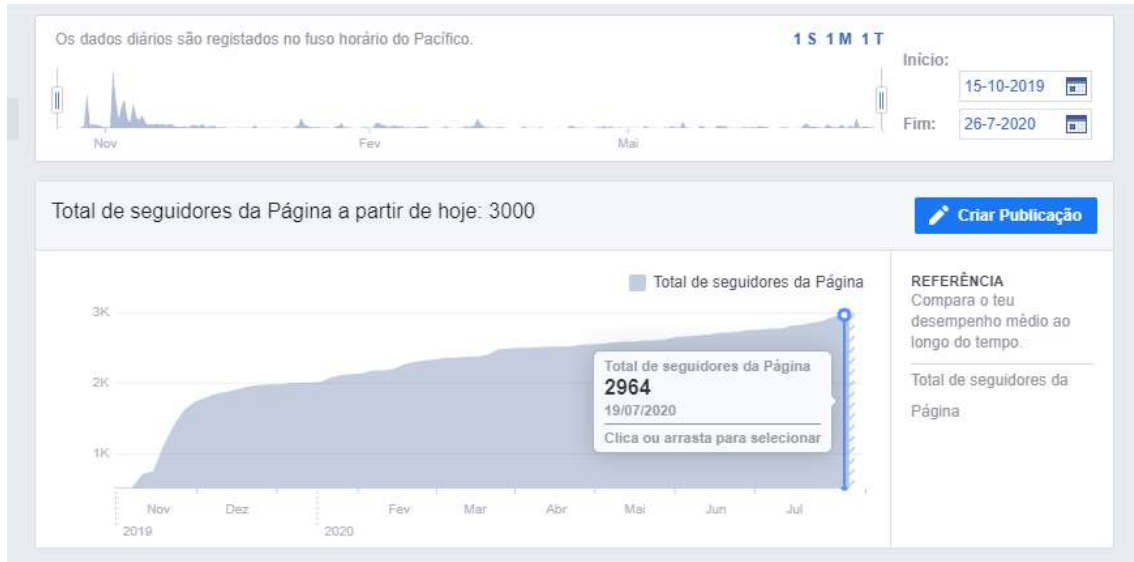 Os dados diários são registados no fuso horário do Pacífico.
1 S 1 M 1 T
Início:
15-10-2019
Fim:
26-7-2020
Nov Fev Mai
Total de seguidores da Página a partir de hoje: 3000
Criar Publicação
Total de seguidores da Página
3K
2K
1K
Total de seguidores da Página
2964
19/07/2020
Clica ou arrasta para selecionar
Nov Dez Fev Mar Abr Mai Jun Jul
2019 2020
REFERÊNCIA
Compara o teu
desempenho médio ao
longo do tempo.
Total de seguidores da
Página